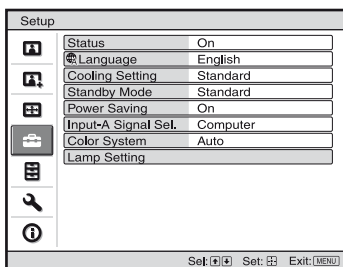 Setup
Status On
Language English
Cooling Setting Standard
Standby Mode Standard
Power Saving On
Input-A Signal Sel. Computer
Color System Auto
Lamp Setting
Sel: Set: Exit: MENU